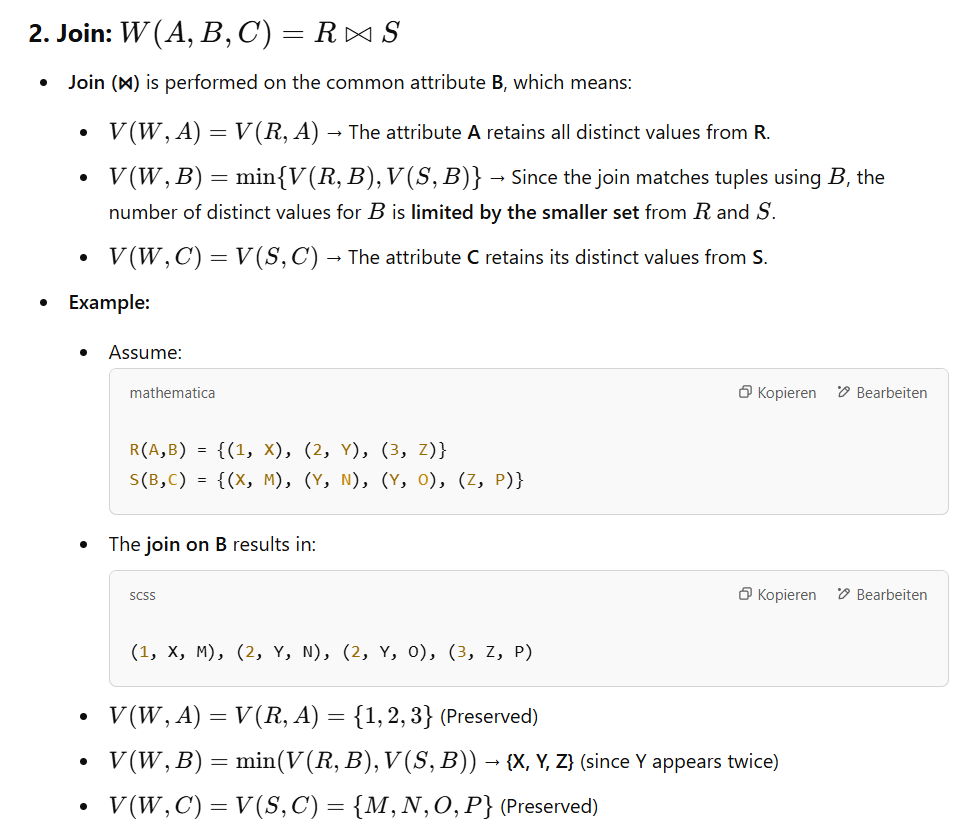 2. Join: W(A, B, C) = R ⋈ S
• Join (⋈) is performed on the common attribute B, which means:
• V(W, A) = V(R, A) → The attribute A retains all distinct values from R.
• V(W, B) = min{V(R, B), V(S, B)} → Since the join matches tuples using B, the
number of distinct values for B is limited by the smaller set from R and S.
• V(W, C) = V(S, C) → The attribute C retains its distinct values from S.
• Example:
• Assume:
mathematica Kopieren Bearbeiten
R(A,B) = {(1, X), (2, Y), (3, Z)}
S(B,C) = {(X, M), (Y, N), (Y, O), (Z, P)}
• The join on B results in:
scss Kopieren Bearbeiten
(1, X, M), (2, Y, N), (2, Y, O), (3, Z, P)
• V(W, A) = V(R, A) = {1, 2, 3} (Preserved)
• V(W, B) = min(V(R, B), V(S, B)) → {X, Y, Z} (since Y appears twice)
• V(W, C) = V(S, C) = {M, N, O, P} (Preserved)